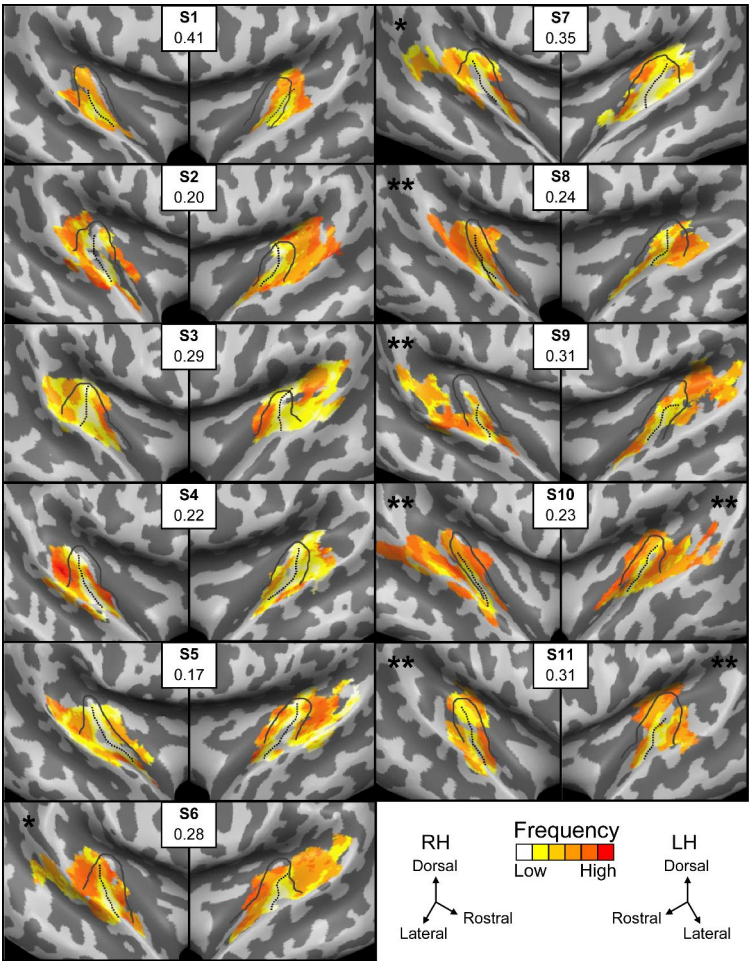 S1
0.41
* S7
0.35
S2
0.20
** S8
0.24
S3
0.29
** S9
0.31
S4
0.22
** S10 **
0.23
S5
0.17
** S11 **
0.31
* S6
0.28
RH
Dorsal
Lateral
Rostral
Frequency
Low High
LH
Dorsal
Rostral
Lateral